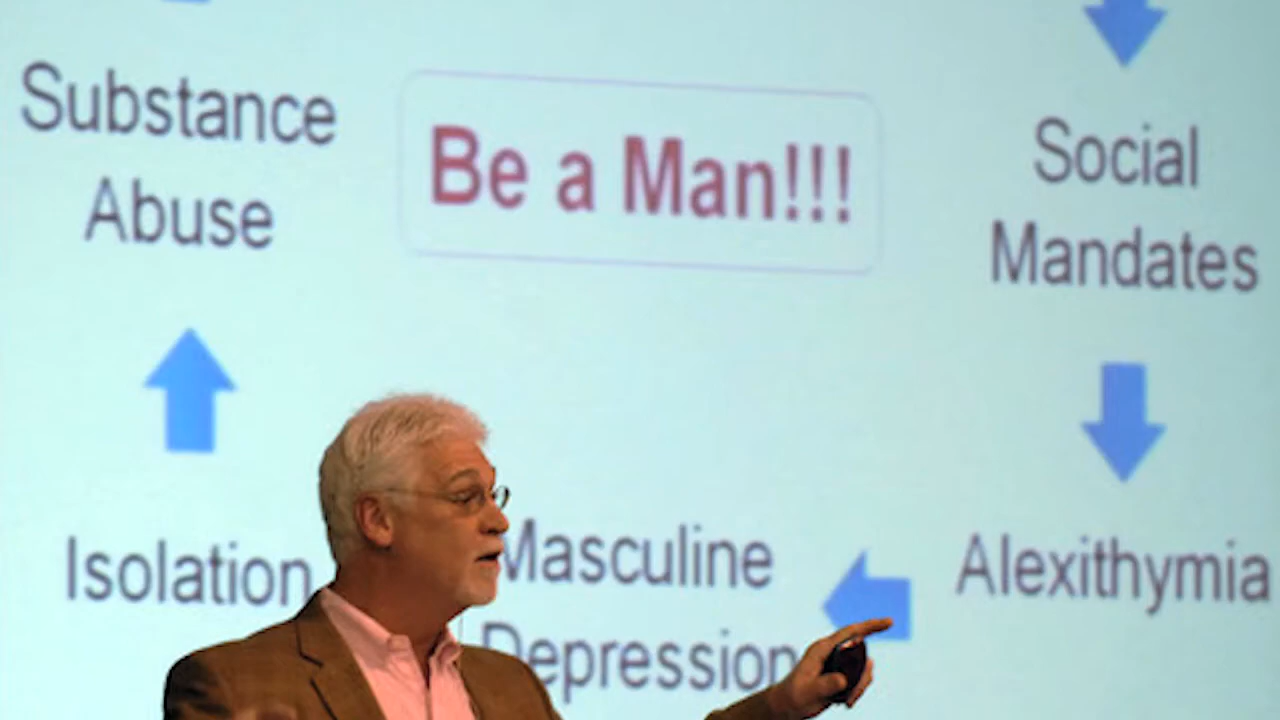 Be a Man!!!
Social
Mandates
Alexithymia
Masculine
Depression
Isolation
Substance
Abuse